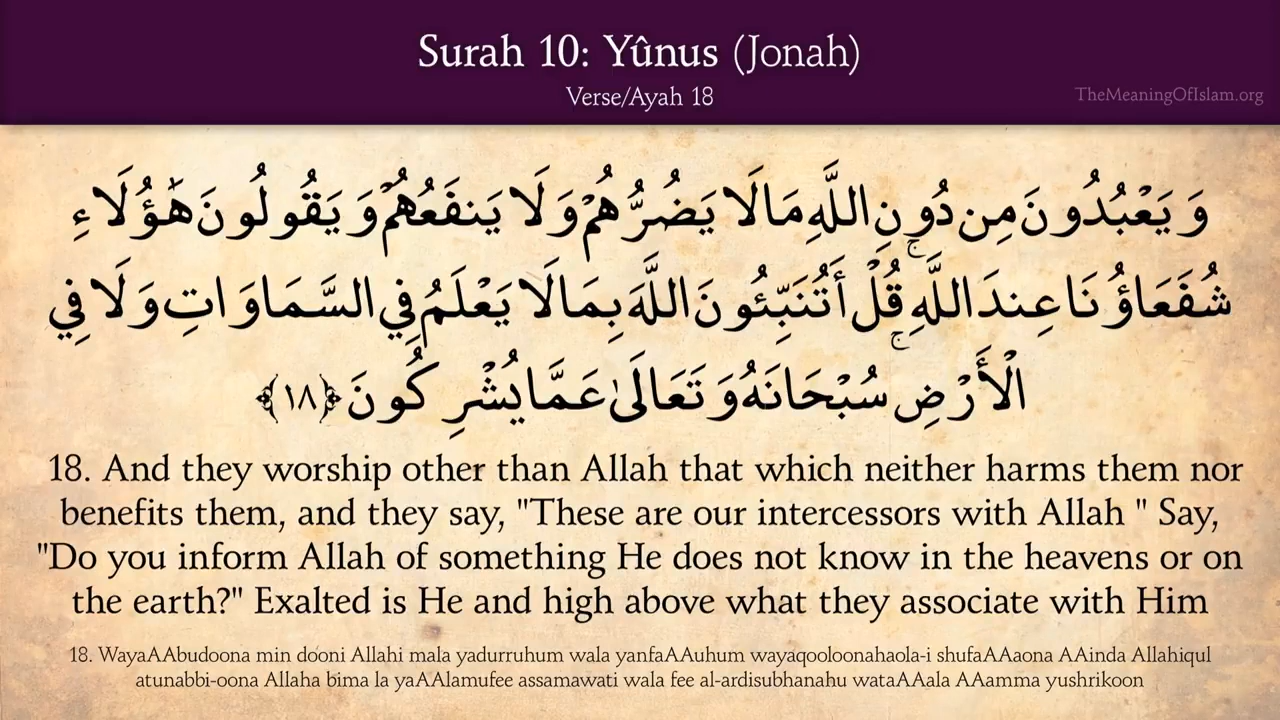 Surah 10: Yûnus (Jonah)
Verse/Ayah 18
TheMeaningOfIslam.org
وَيَعْبُدُونَ مِن دُونِ اللَّهِ مَا لَا يَضُرُّهُمْ وَلَا يَنفَعُهُمْ وَيَقُولُونَ هَٰؤُلَاءِ
شُفَعَاؤُنَا عِندَ اللَّهِ ۚ قُلْ أَتُنَبِّئُونَ اللَّهَ بِمَا لَا يَعْلَمُ فِي السَّمَاوَاتِ وَلَا فِي
الْأَرْضِ ۚ سُبْحَانَهُ وَتَعَالَىٰ عَمَّا يُشْرِكُونَ ﴿١٨﴾
18. And they worship other than Allah that which neither harms them nor
benefits them, and they say, "These are our intercessors with Allah " Say,
"Do you inform Allah of something He does not know in the heavens or on
the earth?" Exalted is He and high above what they associate with Him
18. WayaAAbudoona min dooni Allahi mala yadurruhum wala yanfaAAuhum wayaqooloonahaola-i shufaAAaona AAinda Allahiqul
atunabbi-oona Allaha bima la yaAAlamufee assamawati wala fee al-ardisubhanahu wataAAala AAamma yushrikoon